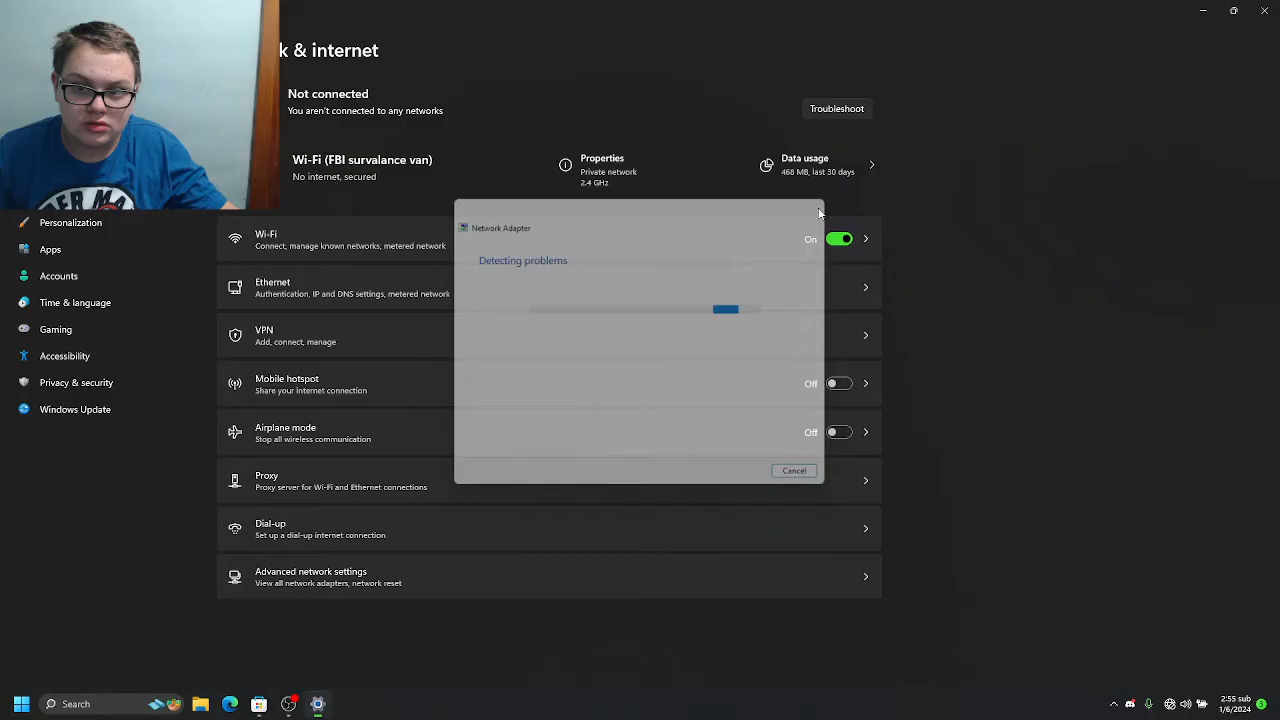 k & internet
Not connected
You aren't connected to any networks
Troubleshoot
Wi-Fi (FBI survalance van)
No internet, secured
Properties
Private network
2.4 GHz
Data usage
468 MB, last 30 days
Personalization
Apps
Accounts
Time & language
Gaming
Accessibility
Privacy & security
Windows Update
Wi-Fi
Connect, manage known networks, metered network
On
Ethernet
Authentication, IP and DNS settings, metered network
VPN
Add, connect, manage
Mobile hotspot
Share your internet connection
Off
Airplane mode
Stop all wireless communication
Off
Proxy
Proxy server for Wi-Fi and Ethernet connections
Dial-up
Set up a dial-up internet connection
Advanced network settings
View all network adapters, network reset
Network Adapter
Detecting problems
Cancel
Search
2:55 sub
1/6/2024
3